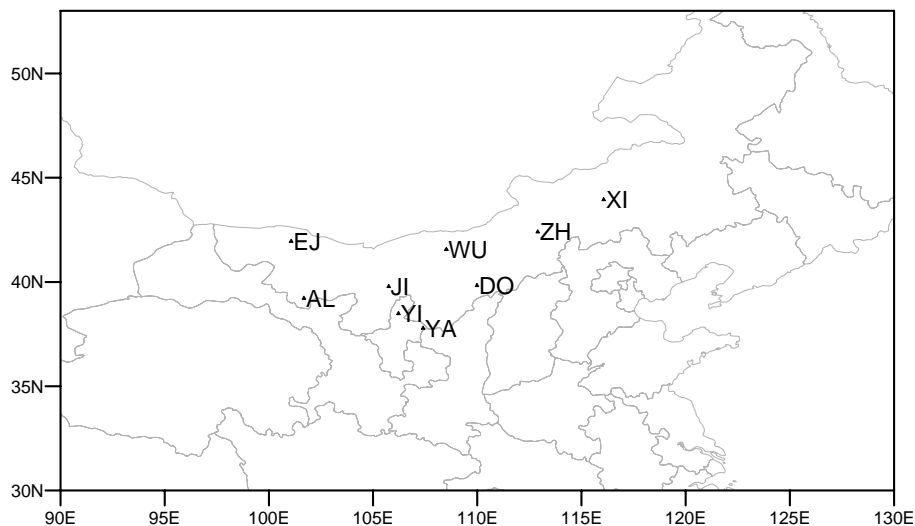 50N
45N
XI
ZH
EJ
WU
40N
JI
DO
AL
YI
YA
35N
30N
90E 95E 100E 105E 110E 115E 120E 125E 130E